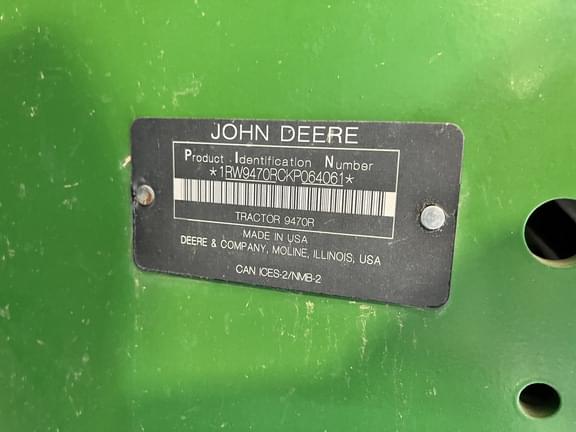 JOHN DEERE
Product Identification Number
*1RW9470RCKP064061*
TRACTOR 9470R
MADE IN USA
DEERE & COMPANY, MOLINE, ILLINOIS, USA
CAN ICES-2/NMB-2